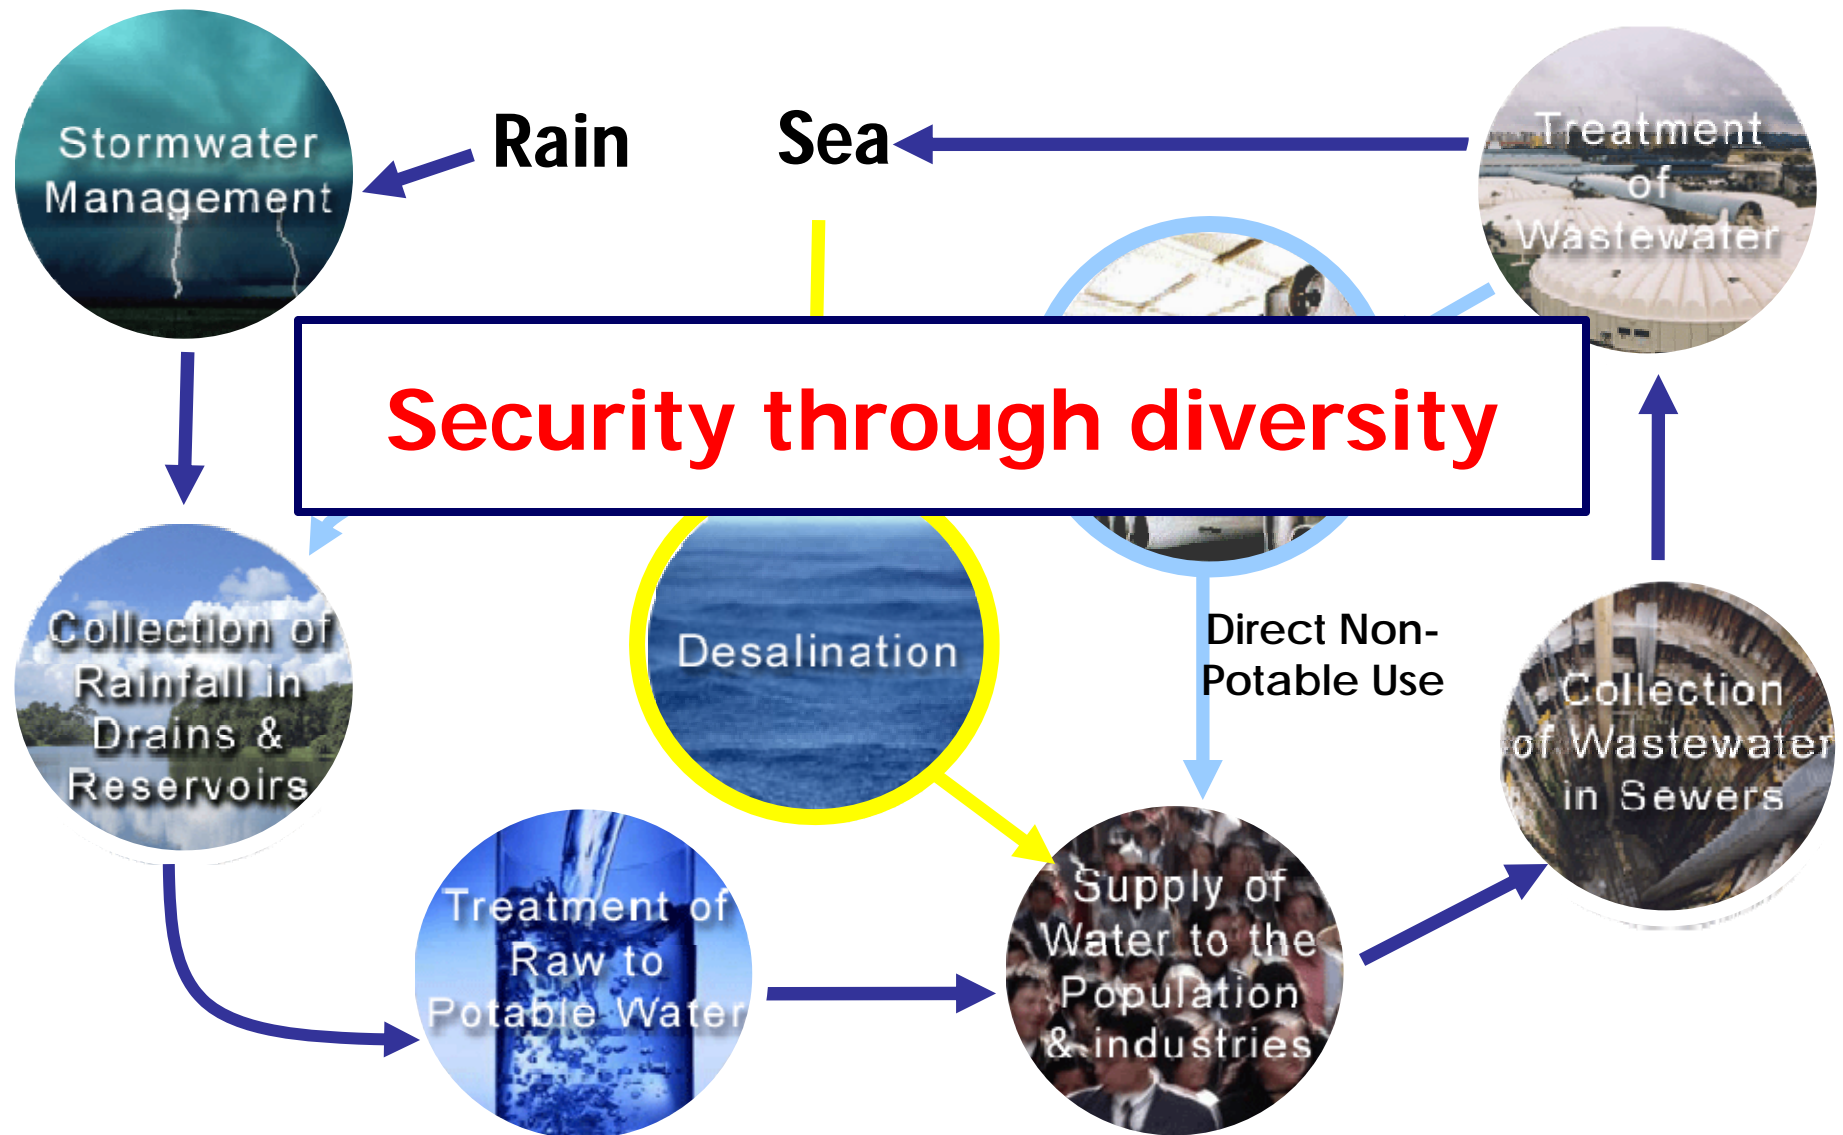 Stormwater
Management
Rain
Sea
Treatment
of
Wastewater
Security through diversity
Collection of
Rainfall in
Drains &
Reservoirs
Desalination
Direct Non-
Potable Use
Collection
of Wastewater
in Sewers
Treatment of
Raw to
Potable Water
Supply of
Water to the
Population
& industries